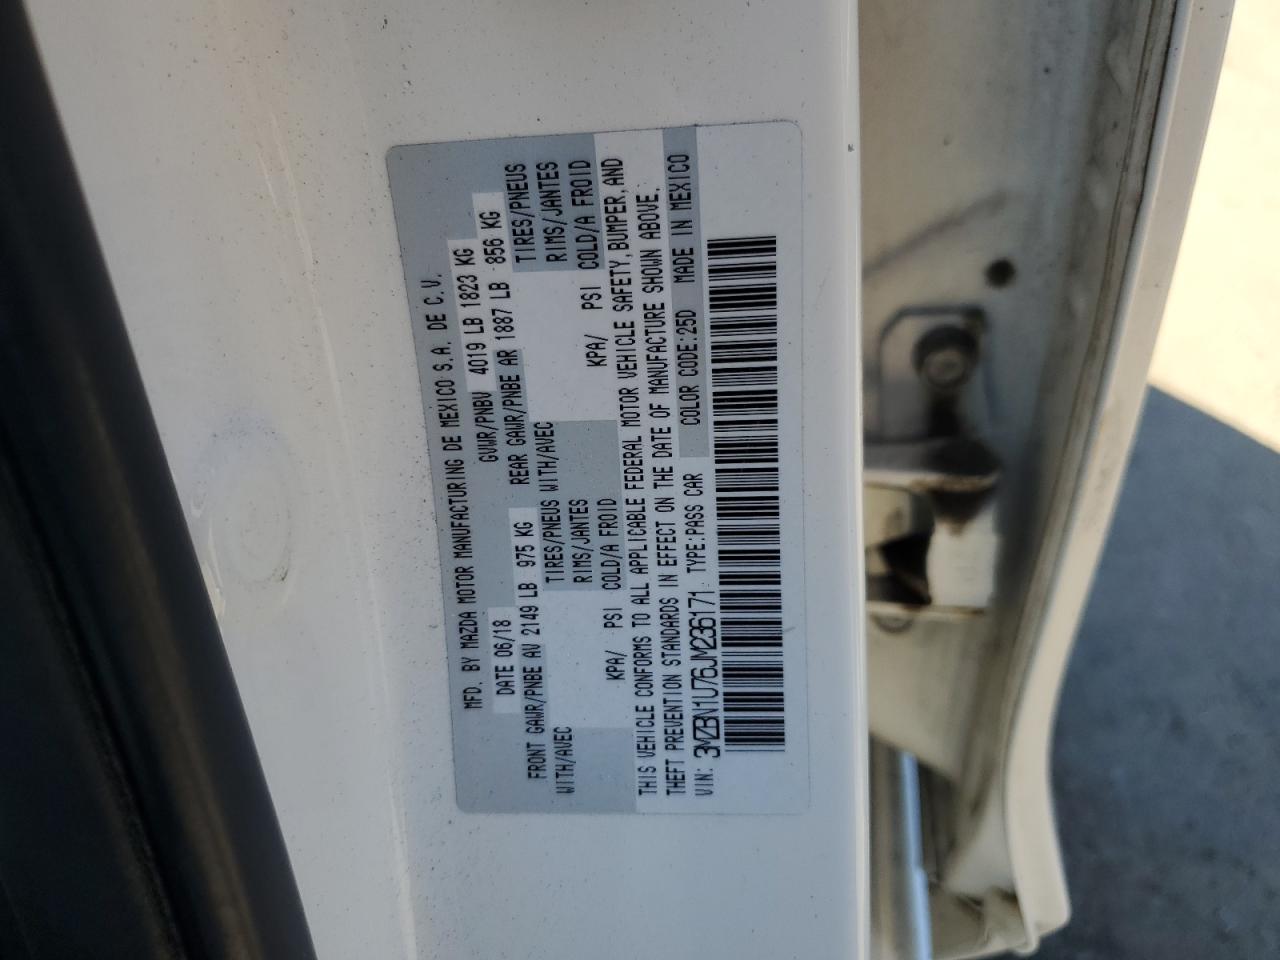 MFD. BY MAZDA MOTOR MANUFACTURING DE MEXICO S.A. DE C.V.
DATE 06/18 GVWR/PNBV 4019 LB 1823 KG
FRONT GAWR/PNBE AV 2149 LB 975 KG REAR GAWR/PNBE AR 1887 LB 856 KG
WITH/AVEC TIRES/PNEUS WITH/AVEC TIRES/PNEUS
RIMS/JANTES RIMS/JANTES
KPA/ PSI COLD/A FROID KPA/ PSI COLD/A FROID
THIS VEHICLE CONFORMS TO ALL APPLICABLE FEDERAL MOTOR VEHICLE SAFETY, BUMPER, AND
THEFT PREVENTION STANDARDS IN EFFECT ON THE DATE OF MANUFACTURE SHOWN ABOVE.
VIN: 3MZBN1U76JM236171 TYPE:PASS CAR COLOR CODE:25D MADE IN MEXICO